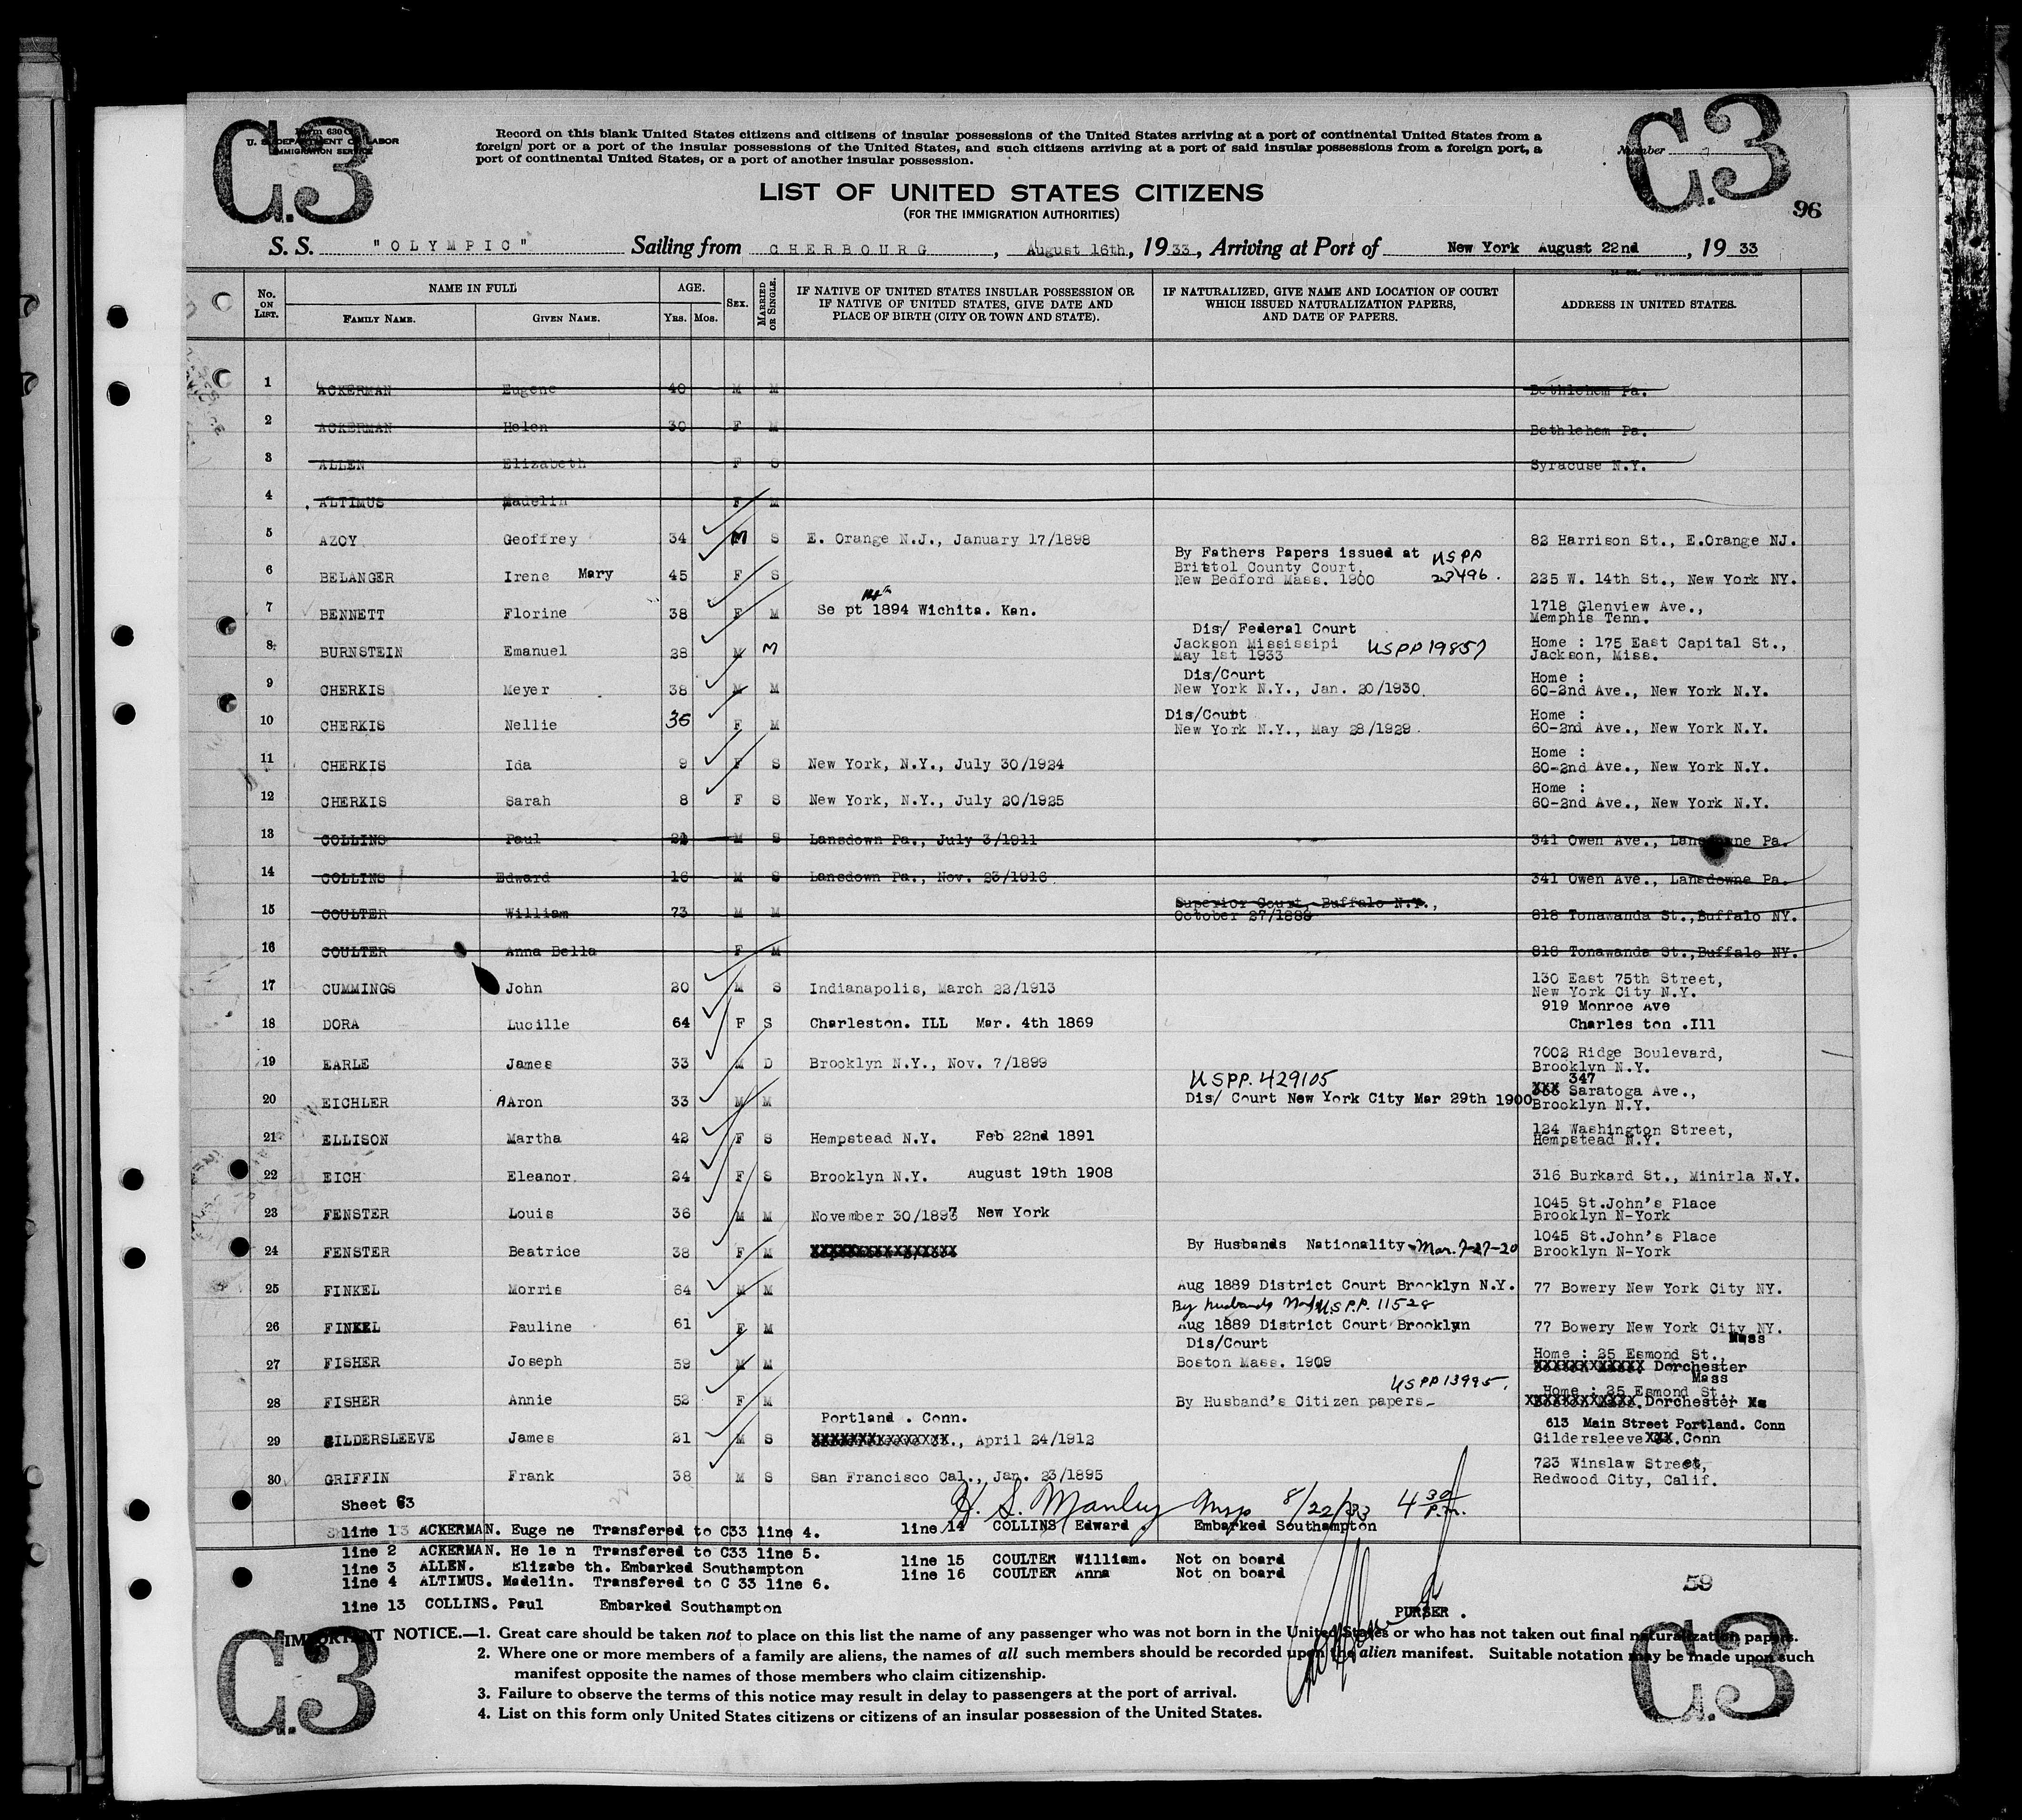 C.3
Form 630 C
U. S. DEPARTMENT OF LABOR
IMMIGRATION SERVICE
Record on this blank United States citizens and citizens of insular possessions of the United States arriving at a port of continental United States from a
foreign port or a port of the insular possessions of the United States, and such citizens arriving at a port of said insular possessions from a foreign port, a
port of continental United States, or a port of another insular possession.
C.3
Number
96
LIST OF UNITED STATES CITIZENS
(FOR THE IMMIGRATION AUTHORITIES)
S. S. "OLYMPIC" Sailing from CHERBOURG, August 16th, 1933, Arriving at Port of New York August 22nd, 1933
No. ON LIST. NAME IN FULL AGE. SEX. MARRIED OR SINGLE. IF NATIVE OF UNITED STATES INSULAR POSSESSION OR IF NATIVE OF UNITED STATES, GIVE DATE AND PLACE OF BIRTH (CITY OR TOWN AND STATE). IF NATURALIZED, GIVE NAME AND LOCATION OF COURT WHICH ISSUED NATURALIZATION PAPERS, AND DATE OF PAPERS. ADDRESS IN UNITED STATES.
FAMILY NAME. GIVEN NAME. YRS. MOS.
1 ACKERMAN Eugene 40 M M Bethlehem Pa.
2 ACKERMAN Helen 30 F M Bethlehem Pa.
3 ALLEN Elizabeth F S Syracuse N.Y.
4 ALTIMUS Madelin F M
5 AZOY Geoffrey 34 M S E. Orange N.J., January 17/1898 82 Harrison St., E.Orange NJ.
6 BELANGER Irene Mary 45 F S By Fathers Papers issued at Bristol County Court, New Bedford Mass. 1900 USPP 23496. 225 W. 14th St., New York NY.
7 BENNETT Florine 38 F M Se pt 14th 1894 Wichita. Kan. 1718 Glenview Ave., Memphis Tenn.
8 BURNSTEIN Emanuel 28 M M Dis/ Federal Court Jackson Mississipi May 1st 1933 USPP 19857 Home : 175 East Capital St., Jackson, Miss.
9 CHERKIS Meyer 38 M M Dis/Court New York N.Y., Jan. 20/1930. Home : 60-2nd Ave., New York N.Y.
10 CHERKIS Nellie 36 F M Dis/Court New York N.Y., May 28/1929. Home : 60-2nd Ave., New York N.Y.
11 CHERKIS Ida 9 F S New York, N.Y., July 30/1924 Home : 60-2nd Ave., New York N.Y.
12 CHERKIS Sarah 8 F S New York, N.Y., July 20/1925 Home : 60-2nd Ave., New York N.Y.
13 COLLINS Paul 21 M S Lansdown Pa., July 3/1911 341 Owen Ave., Lansdowne Pa.
14 COLLINS Edward 16 M S Lansdown Pa., Nov. 23/1916. 341 Owen Ave., Lansdowne Pa.
15 COULTER William 73 M M Superior Court, Buffalo N.Y., October 27/1888 818 Tonawanda St.,Buffalo NY.
16 COULTER Anna Bella F M 818 Tonawanda St.,Buffalo NY.
17 CUMMINGS John 20 M S Indianapolis, March 22/1913 130 East 75th Street, New York City N.Y.
18 DORA Lucille 64 F S Charleston. ILL Mar. 4th 1869 919 Monroe Ave Charles ton .Ill
19 EARLE James 33 M D Brooklyn N.Y., Nov. 7/1899 7002 Ridge Boulevard, Brooklyn N.Y.
20 EICHLER AAron 33 M M USPP. 429105 Dis/ Court New York City Mar 29th 1900 347 XXX Saratoga Ave., Brooklyn N.Y.
21 ELLISON Martha 42 F S Hempstead N.Y. Feb 22nd 1891 124 Washington Street, Hempstead N.Y.
22 EICH Eleanor. 24 F S Brooklyn N.Y. August 19th 1908 316 Burkard St., Minirla N.Y.
23 FENSTER Louis 36 M M November 30/1897 New York 1045 St.John's Place Brooklyn N-York
24 FENSTER Beatrice 38 F M XXXXXXXXXXXXXXXXXX By Husbands Nationality - Mar. 7-27-20 1045 St.John's Place Brooklyn N-York
25 FINKEL Morris 64 M M Aug 1889 District Court Brooklyn N.Y. 77 Bowery New York City NY.
26 FINKEL Pauline 61 F M By husbands Nat USPP. 11528 Aug 1889 District Court Brooklyn 77 Bowery New York City NY.
27 FISHER Joseph 59 M M Dis/Court Boston Mass. 1909 Home : 25 Esmond St., Mass XXXXXXXXXXXX Dorchester
28 FISHER Annie 52 F M By Husband's Citizen papers USPP 13995. Home : 25 Esmond St., Mass XXXXXXXXXXXX Dorchester
29 GILDERSLEEVE James 21 M S Portland . Conn. XXXXXXXXXXXXXXX., April 24/1912 613 Main Street Portland. Conn Gildersleeve XXX. Conn
30 GRIFFIN Frank 38 M S San Francisco Cal., Jan. 23/1895 723 Winslaw Street, Redwood City, Calif.
Sheet C3
H. S. Manley Insp 8/22/33 4 30 P.m.
line 1 ACKERMAN. Euge ne Transfered to C33 line 4.
line 2 ACKERMAN. He le n Transfered to C33 line 5.
line 3 ALLEN. Elizabe th. Embarked Southampton
line 4 ALTIMUS. Madelin. Transfered to C 33 line 6.
line 13 COLLINS. Paul Embarked Southampton
line 14 COLLINS Edward . Embarked Southampton
line 15 COULTER William. Not on board
line 16 COULTER Anna Not on board
59
PURSER .
IMPORTANT NOTICE.—1. Great care should be taken not to place on this list the name of any passenger who was not born in the United States or who has not taken out final naturalization papers.
2. Where one or more members of a family are aliens, the names of all such members should be recorded upon the alien manifest. Suitable notation may be made upon such
manifest opposite the names of those members who claim citizenship.
3. Failure to observe the terms of this notice may result in delay to passengers at the port of arrival.
4. List on this form only United States citizens or citizens of an insular possession of the United States.
C.3
C.3